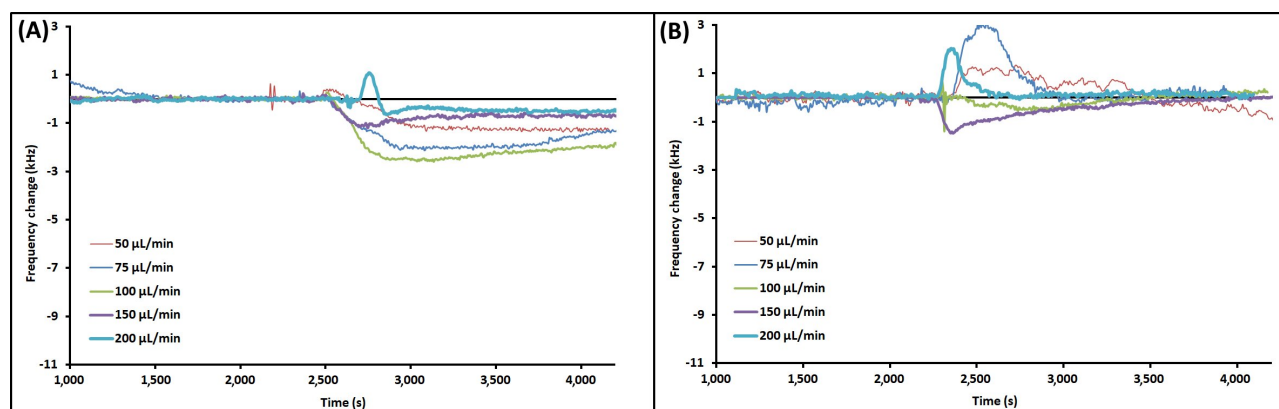 (A)
3
1
-1
-3
-5
-7
-9
-11
Frequency change (kHz)
50 µL/min
75 µL/min
100 µL/min
150 µL/min
200 µL/min
1,000
1,500
2,000
2,500
3,000
3,500
4,000
Time (s)
(B)
3
1
-1
-3
-5
-7
-9
-11
Frequency change (kHz)
50 µL/min
75 µL/min
100 µL/min
150 µL/min
200 µL/min
1,000
1,500
2,000
2,500
3,000
3,500
4,000
Time (s)